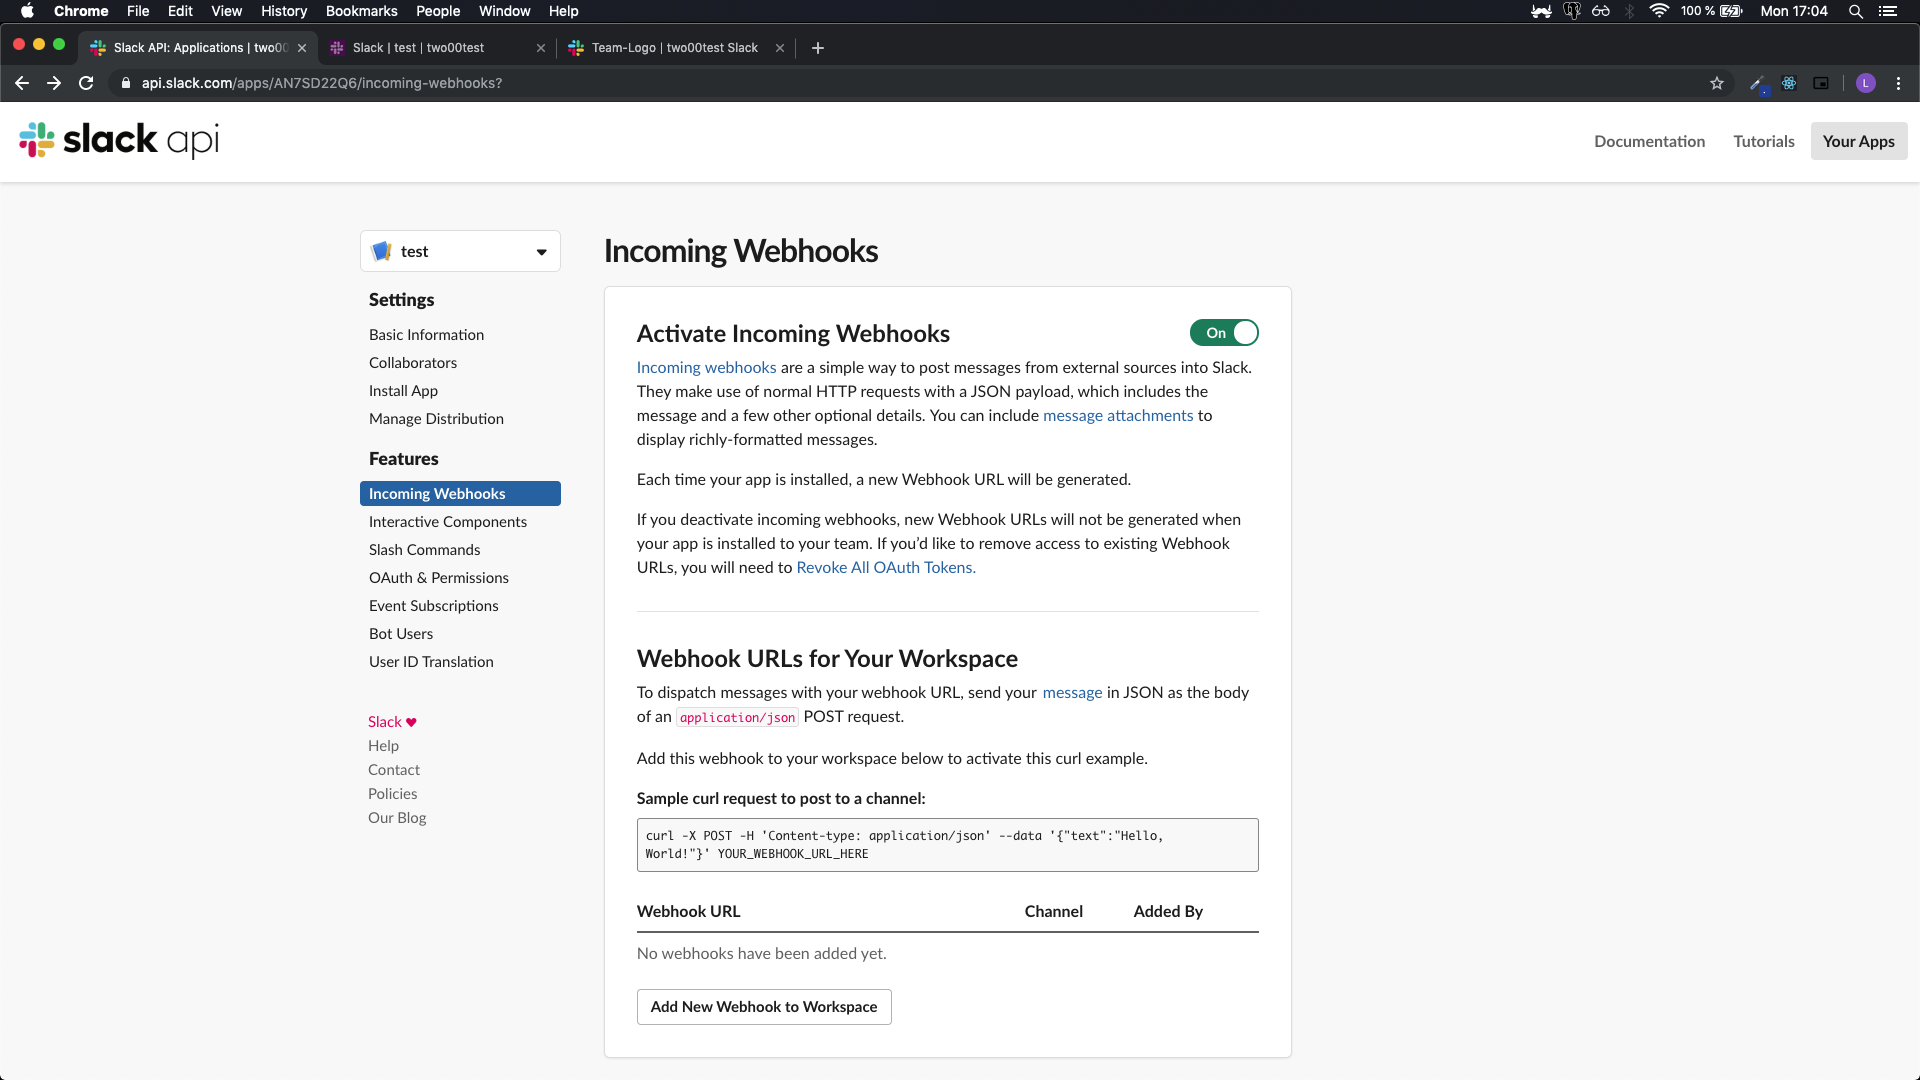 Chrome File Edit View History Bookmarks People Window Help 100 % Mon 17:04
Slack API: Applications | two00 Slack | test | two00test Team-Logo | two00test Slack
api.slack.com/apps/AN7SD22Q6/incoming-webhooks? L
slack api Documentation Tutorials Your Apps
test
Settings
Basic Information
Collaborators
Install App
Manage Distribution
Features
Incoming Webhooks
Interactive Components
Slash Commands
OAuth & Permissions
Event Subscriptions
Bot Users
User ID Translation
Slack ♥
Help
Contact
Policies
Our Blog
Incoming Webhooks
Activate Incoming Webhooks On
Incoming webhooks are a simple way to post messages from external sources into Slack.
They make use of normal HTTP requests with a JSON payload, which includes the
message and a few other optional details. You can include message attachments to
display richly-formatted messages.
Each time your app is installed, a new Webhook URL will be generated.
If you deactivate incoming webhooks, new Webhook URLs will not be generated when
your app is installed to your team. If you’d like to remove access to existing Webhook
URLs, you will need to Revoke All OAuth Tokens.
Webhook URLs for Your Workspace
To dispatch messages with your webhook URL, send your message in JSON as the body
of an application/json POST request.
Add this webhook to your workspace below to activate this curl example.
Sample curl request to post to a channel:
curl -X POST -H 'Content-type: application/json' --data '{"text":"Hello,
World!"}' YOUR_WEBHOOK_URL_HERE
Webhook URL Channel Added By
No webhooks have been added yet.
Add New Webhook to Workspace